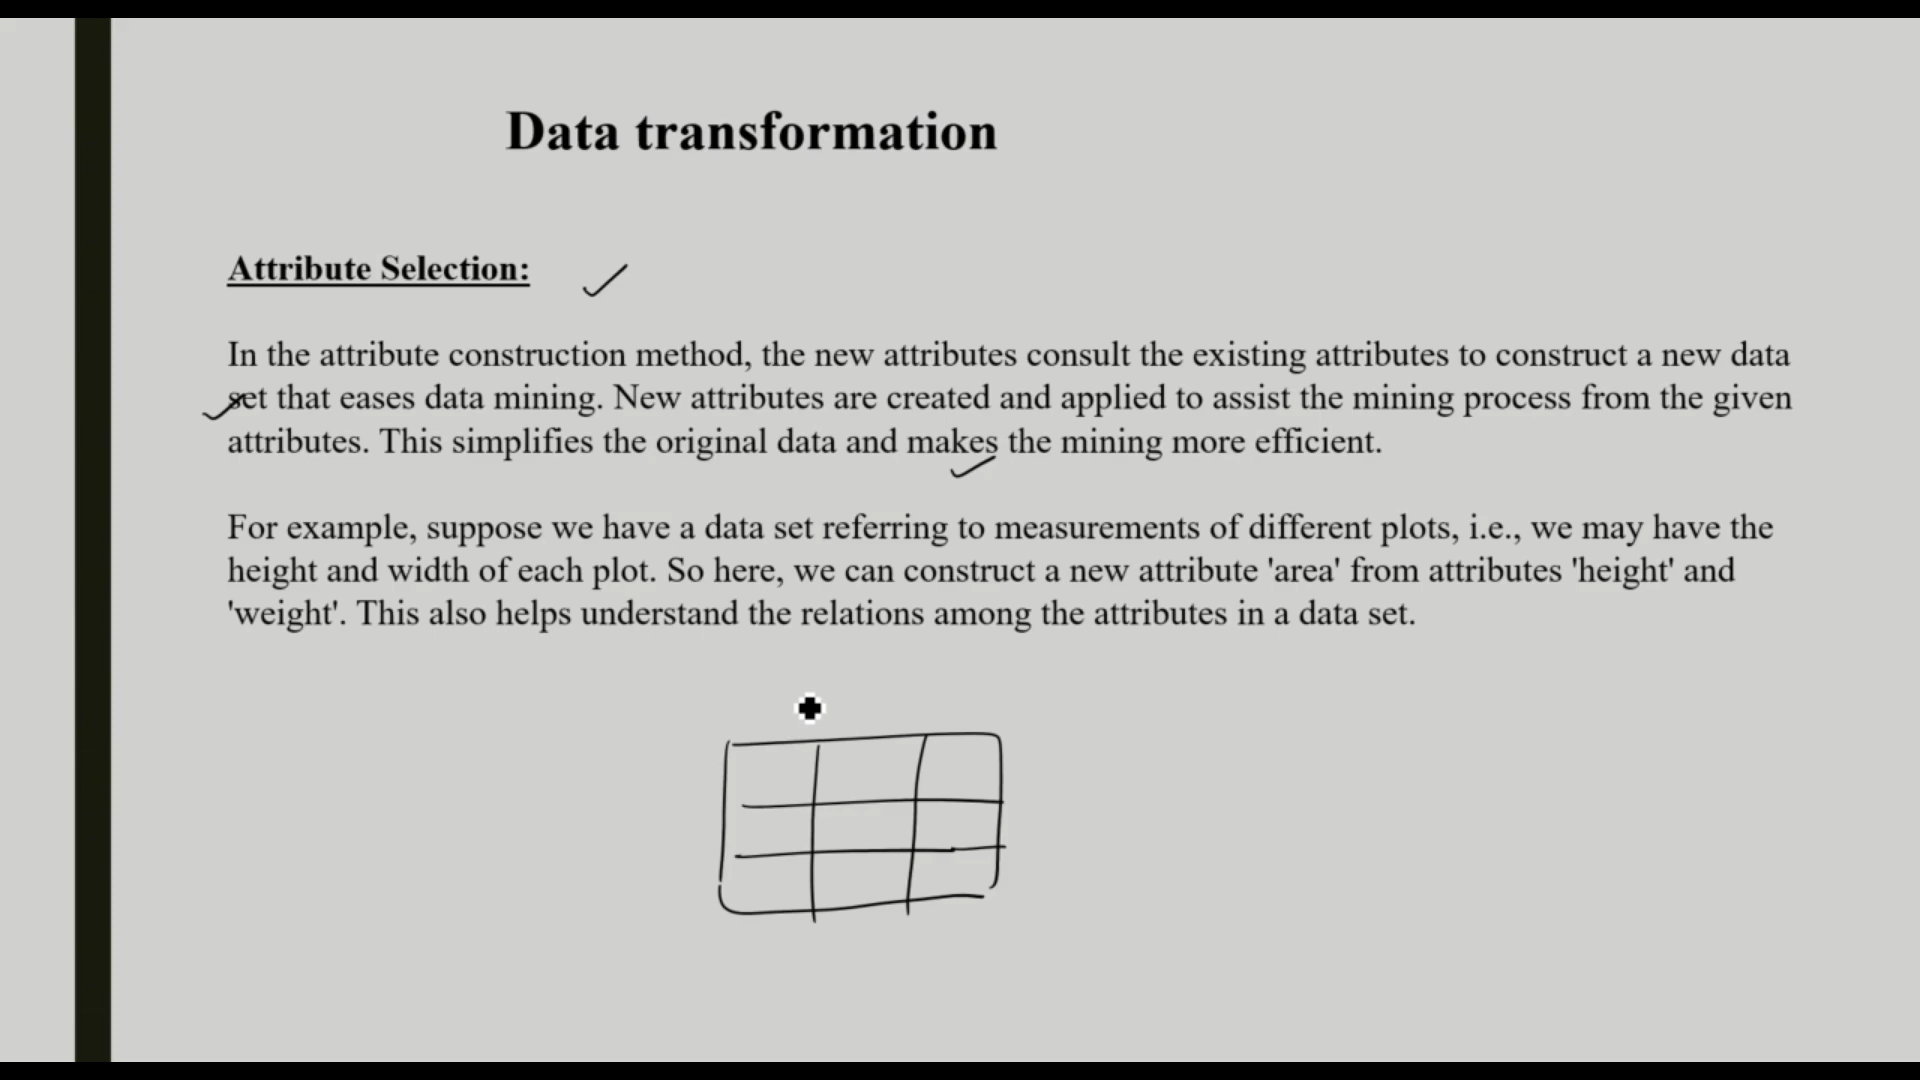 Data transformation
Attribute Selection:
In the attribute construction method, the new attributes consult the existing attributes to construct a new data
set that eases data mining. New attributes are created and applied to assist the mining process from the given
attributes. This simplifies the original data and makes the mining more efficient.
For example, suppose we have a data set referring to measurements of different plots, i.e., we may have the
height and width of each plot. So here, we can construct a new attribute 'area' from attributes 'height' and
'weight'. This also helps understand the relations among the attributes in a data set.